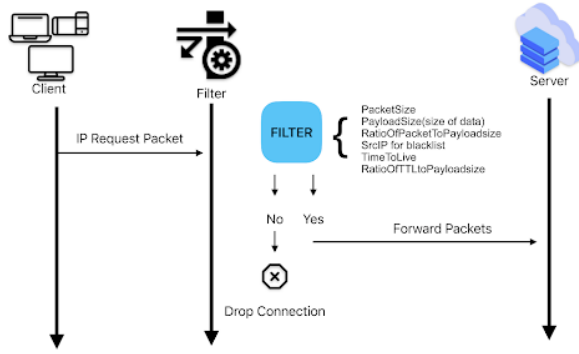 Client
Filter
Server
IP Request Packet
FILTER
PacketSize
PayloadSize(size of data)
RatioOfPacketToPayloadsize
SrcIP for blacklist
TimeToLive
RatioOfTTLtoPayloadsize
No
Yes
Forward Packets
Drop Connection